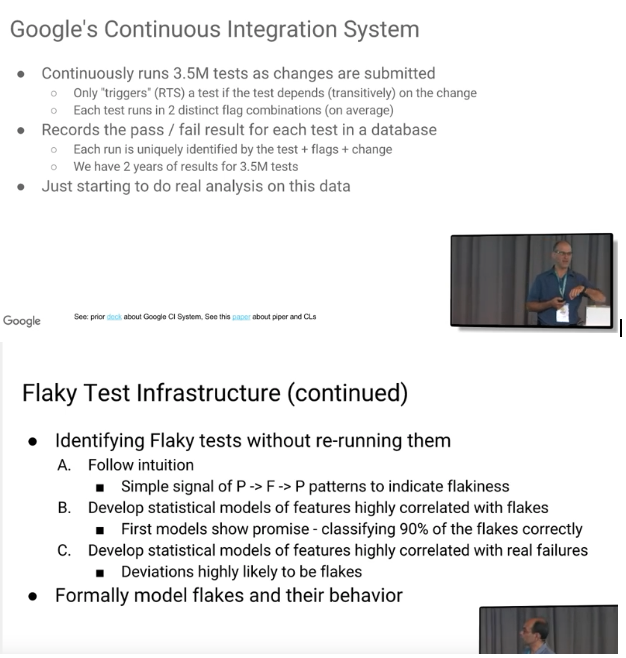 Google's Continuous Integration System
● Continuously runs 3.5M tests as changes are submitted
○ Only "triggers" (RTS) a test if the test depends (transitively) on the change
○ Each test runs in 2 distinct flag combinations (on average)
● Records the pass / fail result for each test in a database
○ Each run is uniquely identified by the test + flags + change
○ We have 2 years of results for 3.5M tests
● Just starting to do real analysis on this data
Google
See: prior deck about Google CI System, See this paper about piper and CLs
Flaky Test Infrastructure (continued)
● Identifying Flaky tests without re-running them
A. Follow intuition
■ Simple signal of P -> F -> P patterns to indicate flakiness
B. Develop statistical models of features highly correlated with flakes
■ First models show promise - classifying 90% of the flakes correctly
C. Develop statistical models of features highly correlated with real failures
■ Deviations highly likely to be flakes
● Formally model flakes and their behavior